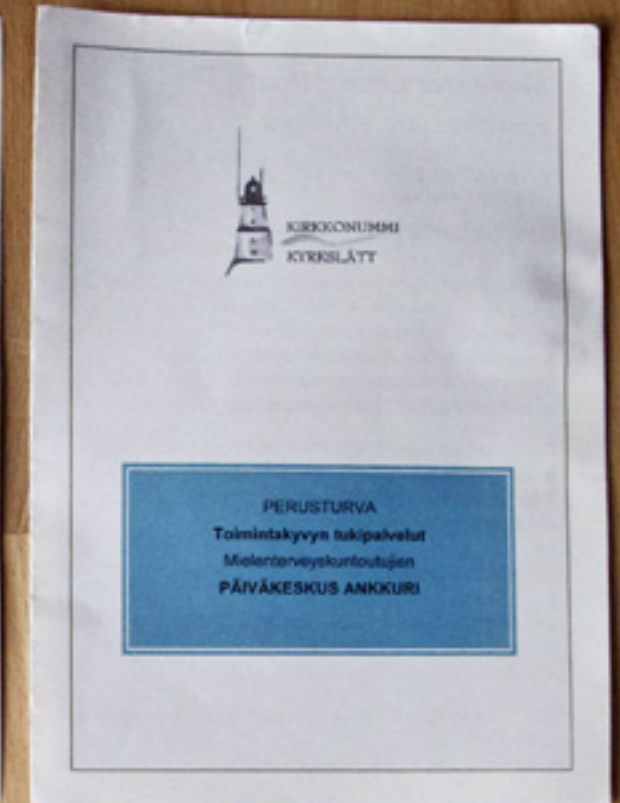 KIRKKONUMMI
KYRKSLÄTT
PERUSTURVA
Toimintakyvyn tukipalvelut
Mielenterveyskuntoutujien
PÄIVÄKESKUS ANKKURI